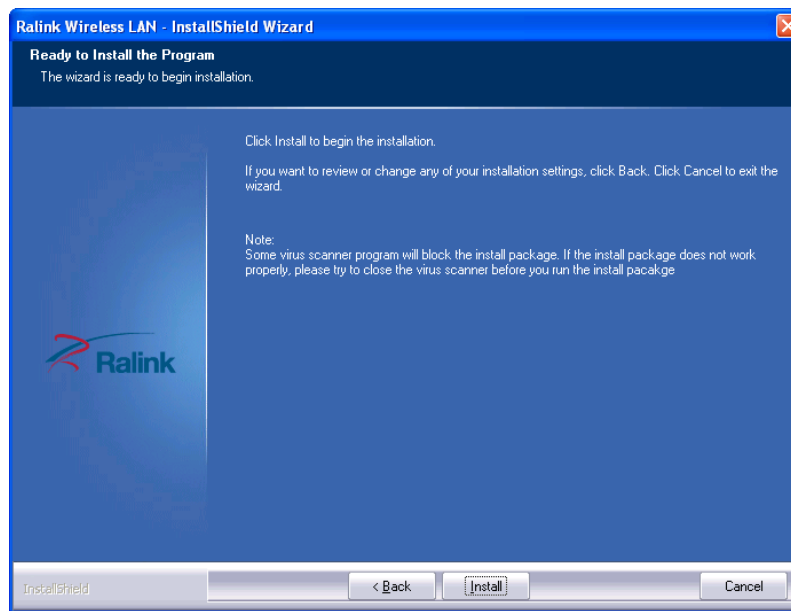 Ralink Wireless LAN - InstallShield Wizard
Ready to Install the Program
The wizard is ready to begin installation.
Click Install to begin the installation.
If you want to review or change any of your installation settings, click Back. Click Cancel to exit the
wizard.
Note:
Some virus scanner program will block the install package. If the install package does not work
properly, please try to close the virus scanner before you run the install pacakge
Ralink
InstallShield
< Back
Install
Cancel